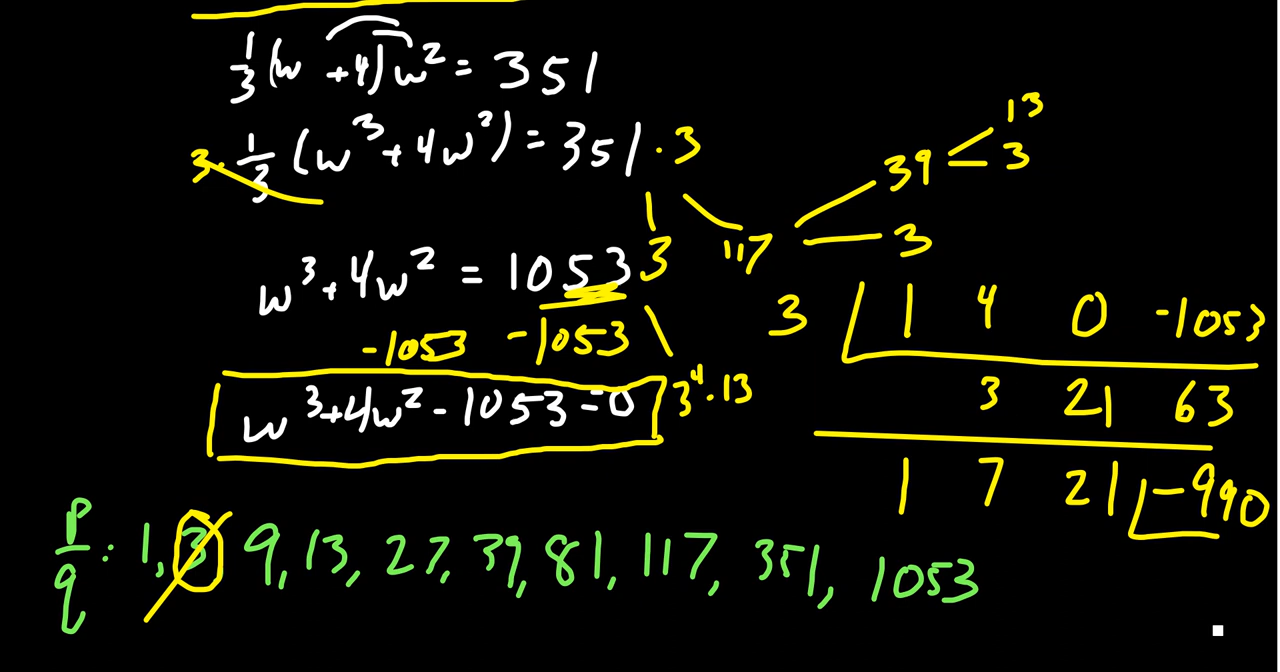 1/3(w + 4)w² = 351
3 · 1/3 (w³ + 4w²) = 351 · 3
13
39
3
3
117
3
w³ + 4w² = 1053
-1053 -1053
w³ + 4w² - 1053 = 0
3⁴ · 13
3 1 4 0 -1053
3 21 63
1 7 21 -990
p/q : 1, 3 9, 13, 27, 39, 81, 117, 351, 1053